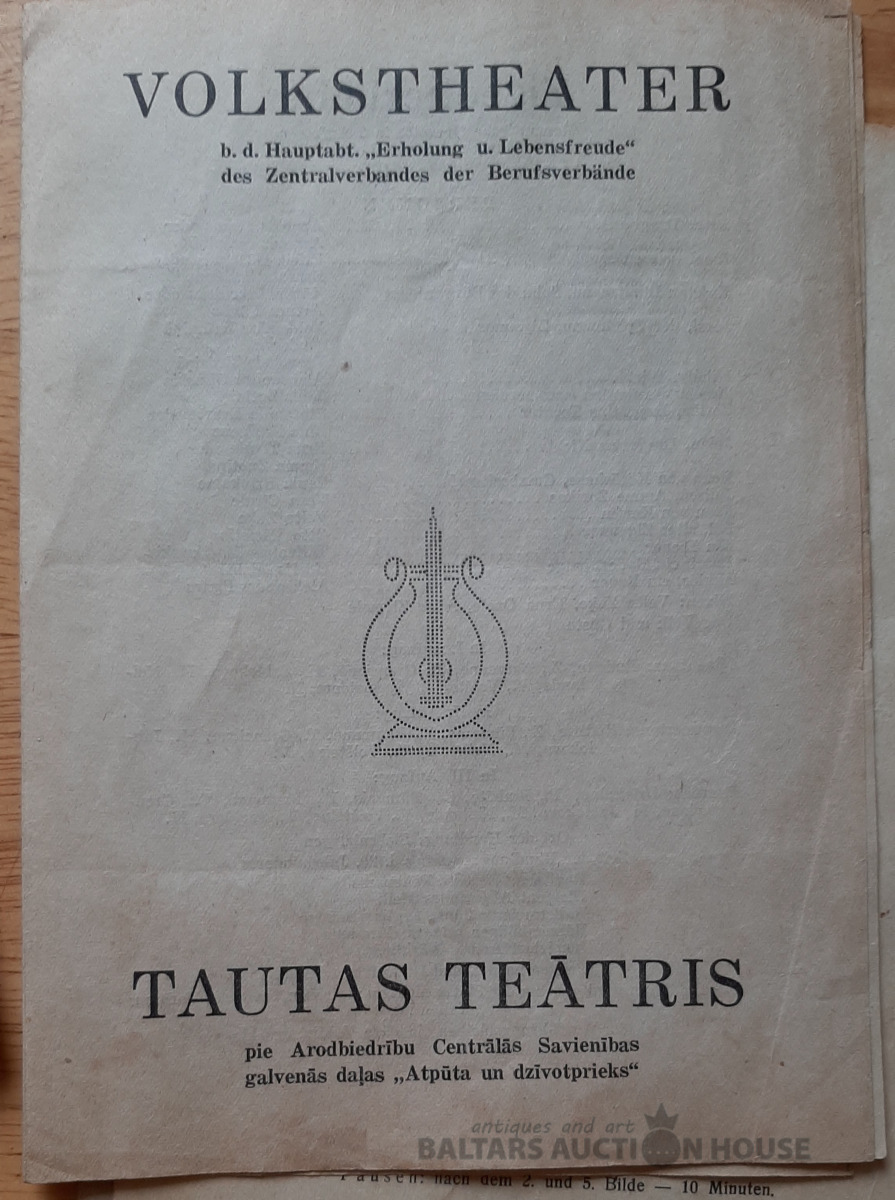 VOLKSTHEATER
b. d. Hauptabt. „Erholung u. Lebensfreude“
des Zentralverbandes der Berufsverbände
TAUTAS TEĀTRIS
pie Arodbiedrību Centrālās Savienības
galvenās daļas „Atpūta un dzīvotprieks“
antiques and art
BALTARS AUCTION HOUSE
Pausen: nach dem 2. und 5. Bilde — 10 Minuten.